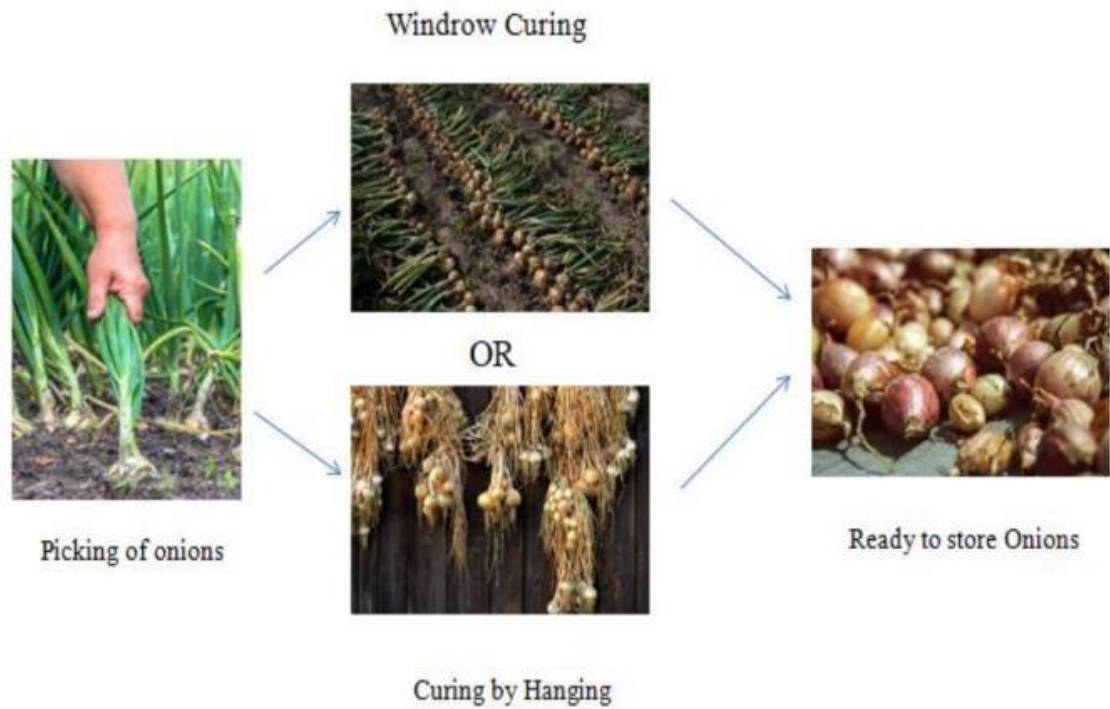 Windrow Curing
OR
Picking of onions
Ready to store Onions
Curing by Hanging